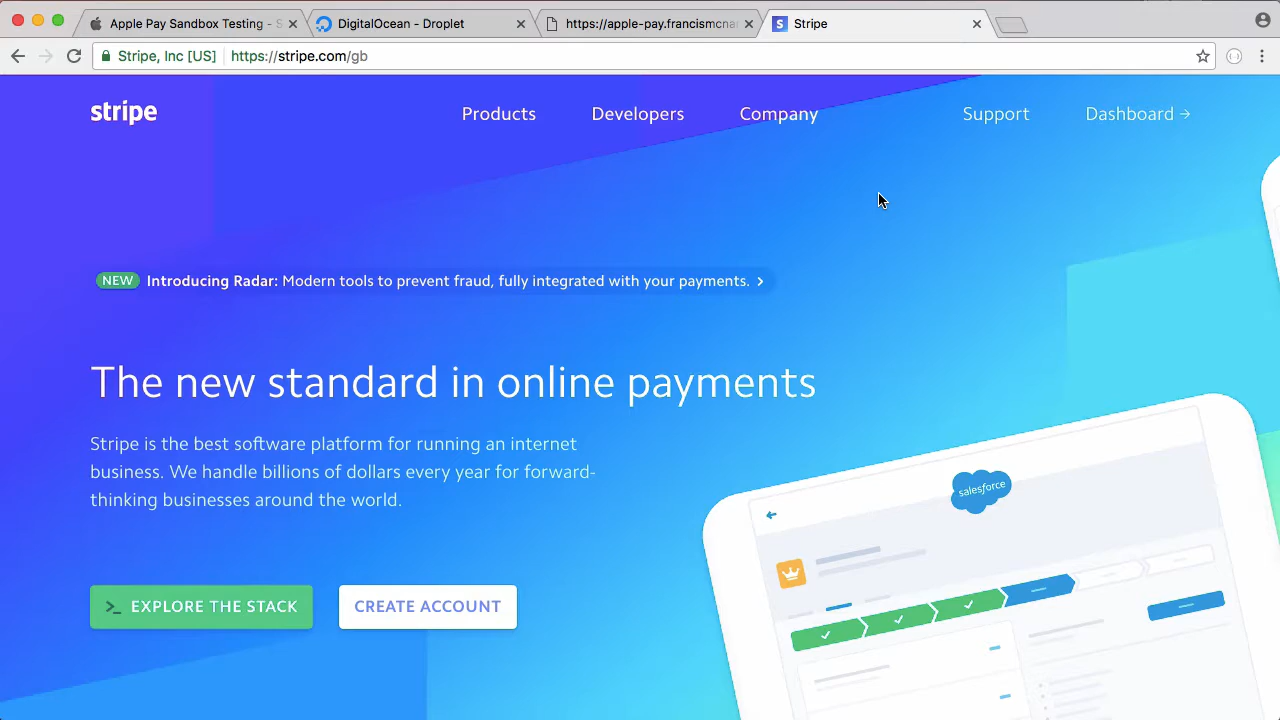 Apple Pay Sandbox Testing - S
DigitalOcean - Droplet
https://apple-pay.francismcna
Stripe
Stripe, Inc [US]
https://stripe.com/gb
stripe
Products
Developers
Company
Support
Dashboard →
NEW Introducing Radar: Modern tools to prevent fraud, fully integrated with your payments. >
The new standard in online payments
Stripe is the best software platform for running an internet
business. We handle billions of dollars every year for forward-
thinking businesses around the world.
>_ EXPLORE THE STACK
CREATE ACCOUNT
salesforce